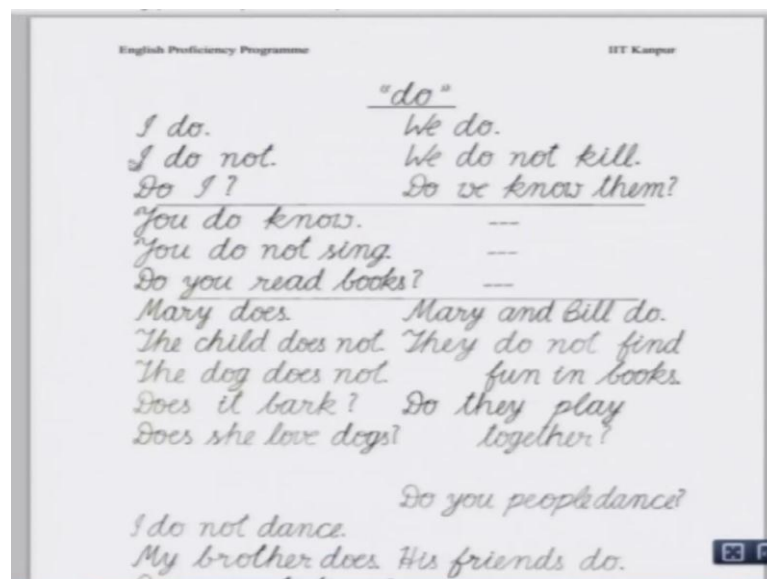 English Proficiency Programme IIT Kanpur
"do"
I do. We do.
I do not. We do not kill.
Do I? Do we know them?
You do know. ---
You do not sing. ---
Do you read books? ---
Mary does. Mary and Bill do.
The child does not. They do not find
The dog does not. fun in books.
Does it bark? Do they play
Does she love dogs? together?
Do you people dance?
I do not dance.
My brother does. His friends do.